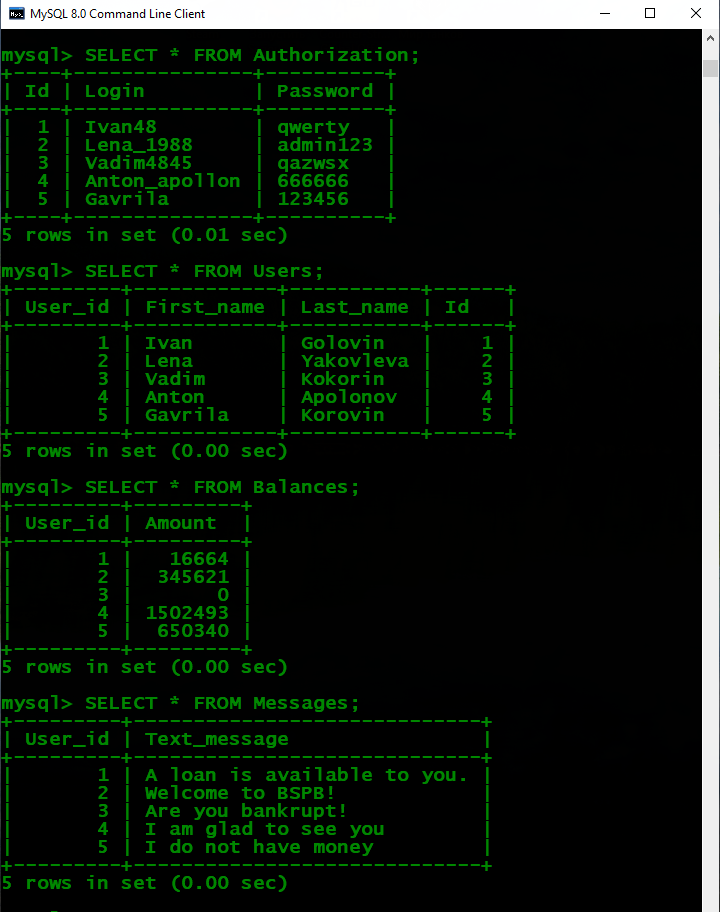 MySQL 8.0 Command Line Client
mysql> SELECT * FROM Authorization;
+----+---------------+----------+
| Id | Login         | Password |
+----+---------------+----------+
|  1 | Ivan48        | qwerty   |
|  2 | Lena_1988     | admin123 |
|  3 | Vadim4845     | qazwsx   |
|  4 | Anton_apollon | 666666   |
|  5 | Gavrila       | 123456   |
+----+---------------+----------+
5 rows in set (0.01 sec)
mysql> SELECT * FROM Users;
+---------+------------+-----------+------+
| User_id | First_name | Last_name | Id   |
+---------+------------+-----------+------+
|       1 | Ivan       | Golovin   |    1 |
|       2 | Lena       | Yakovleva |    2 |
|       3 | Vadim      | Kokorin   |    3 |
|       4 | Anton      | Apolonov  |    4 |
|       5 | Gavrila    | Korovin   |    5 |
+---------+------------+-----------+------+
5 rows in set (0.00 sec)
mysql> SELECT * FROM Balances;
+---------+---------+
| User_id | Amount  |
+---------+---------+
|       1 |   16664 |
|       2 |  345621 |
|       3 |       0 |
|       4 | 1502493 |
|       5 |  650340 |
+---------+---------+
5 rows in set (0.00 sec)
mysql> SELECT * FROM Messages;
+---------+-----------------------------+
| User_id | Text_message                |
+---------+-----------------------------+
|       1 | A loan is available to you. |
|       2 | Welcome to BSPB!            |
|       3 | Are you bankrupt!           |
|       4 | I am glad to see you        |
|       5 | I do not have money         |
+---------+-----------------------------+
5 rows in set (0.00 sec)